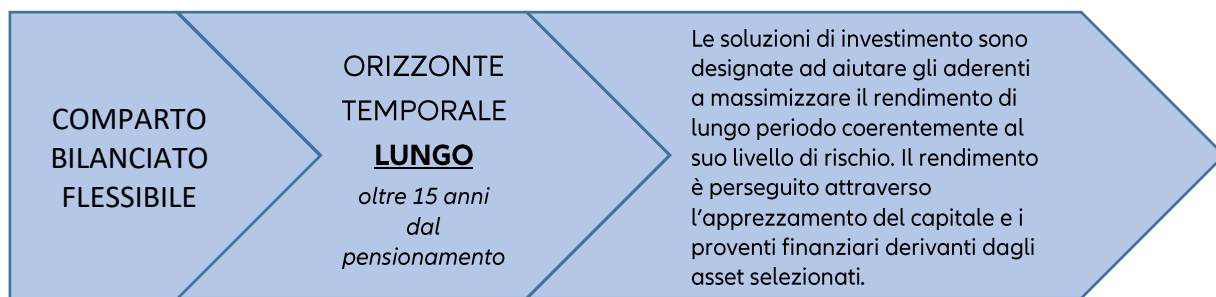 COMPARTO
BILANCIATO
FLESSIBILE
ORIZZONTE
TEMPORALE
LUNGO
oltre 15 anni
dal
pensionamento
Le soluzioni di investimento sono
designate ad aiutare gli aderenti
a massimizzare il rendimento di
lungo periodo coerentemente al
suo livello di rischio. Il rendimento
è perseguito attraverso
l’apprezzamento del capitale e i
proventi finanziari derivanti dagli
asset selezionati.